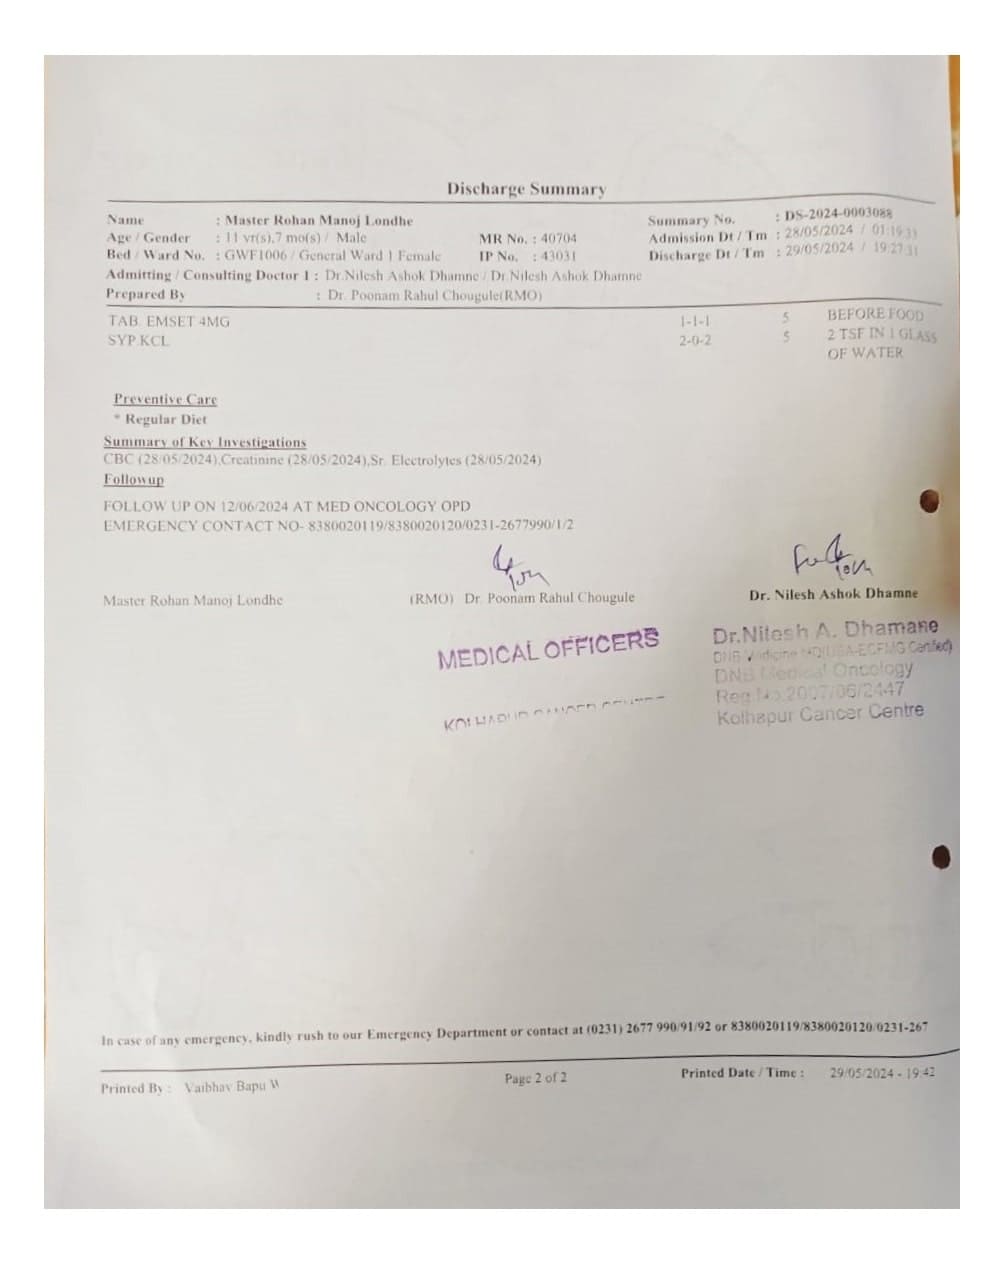 Discharge Summary
Name : Master Rohan Manoj Londhe Summary No. : DS-2024-0003088
Age / Gender : 11 yr(s),7 mo(s) / Male MR No. : 40704 Admission Dt / Tm : 28/05/2024 / 01:19:33
Bed / Ward No. : GWF1006 / General Ward 1 Female IP No. : 43031 Discharge Dt / Tm : 29/05/2024 / 19:27:31
Admitting / Consulting Doctor 1 : Dr.Nilesh Ashok Dhamne / Dr.Nilesh Ashok Dhamne
Prepared By : Dr. Poonam Rahul Chougule(RMO)
TAB. EMSET 4MG 1-1-1 5 BEFORE FOOD
SYP.KCL 2-0-2 5 2 TSF IN 1 GLASS
OF WATER
Preventive Care
* Regular Diet
Summary of Key Investigations
CBC (28/05/2024),Creatinine (28/05/2024),Sr. Electrolytes (28/05/2024)
Followup
FOLLOW UP ON 12/06/2024 AT MED ONCOLOGY OPD
EMERGENCY CONTACT NO- 8380020119/8380020120/0231-2677990/1/2
Master Rohan Manoj Londhe (RMO) Dr. Poonam Rahul Chougule Dr. Nilesh Ashok Dhamne
MEDICAL OFFICERS
KOLHAPUR CANCER CENTRE
Dr.Nilesh A. Dhamane
DNB Medicine MD(USA-ECFMG Certified)
DNB Medical Oncology
Reg.No.2007/06/2447
Kolhapur Cancer Centre
In case of any emergency, kindly rush to our Emergency Department or contact at (0231) 2677 990/91/92 or 8380020119/8380020120/0231-267
Printed By : Vaibhav Bapu W Page 2 of 2 Printed Date / Time : 29/05/2024 - 19:42